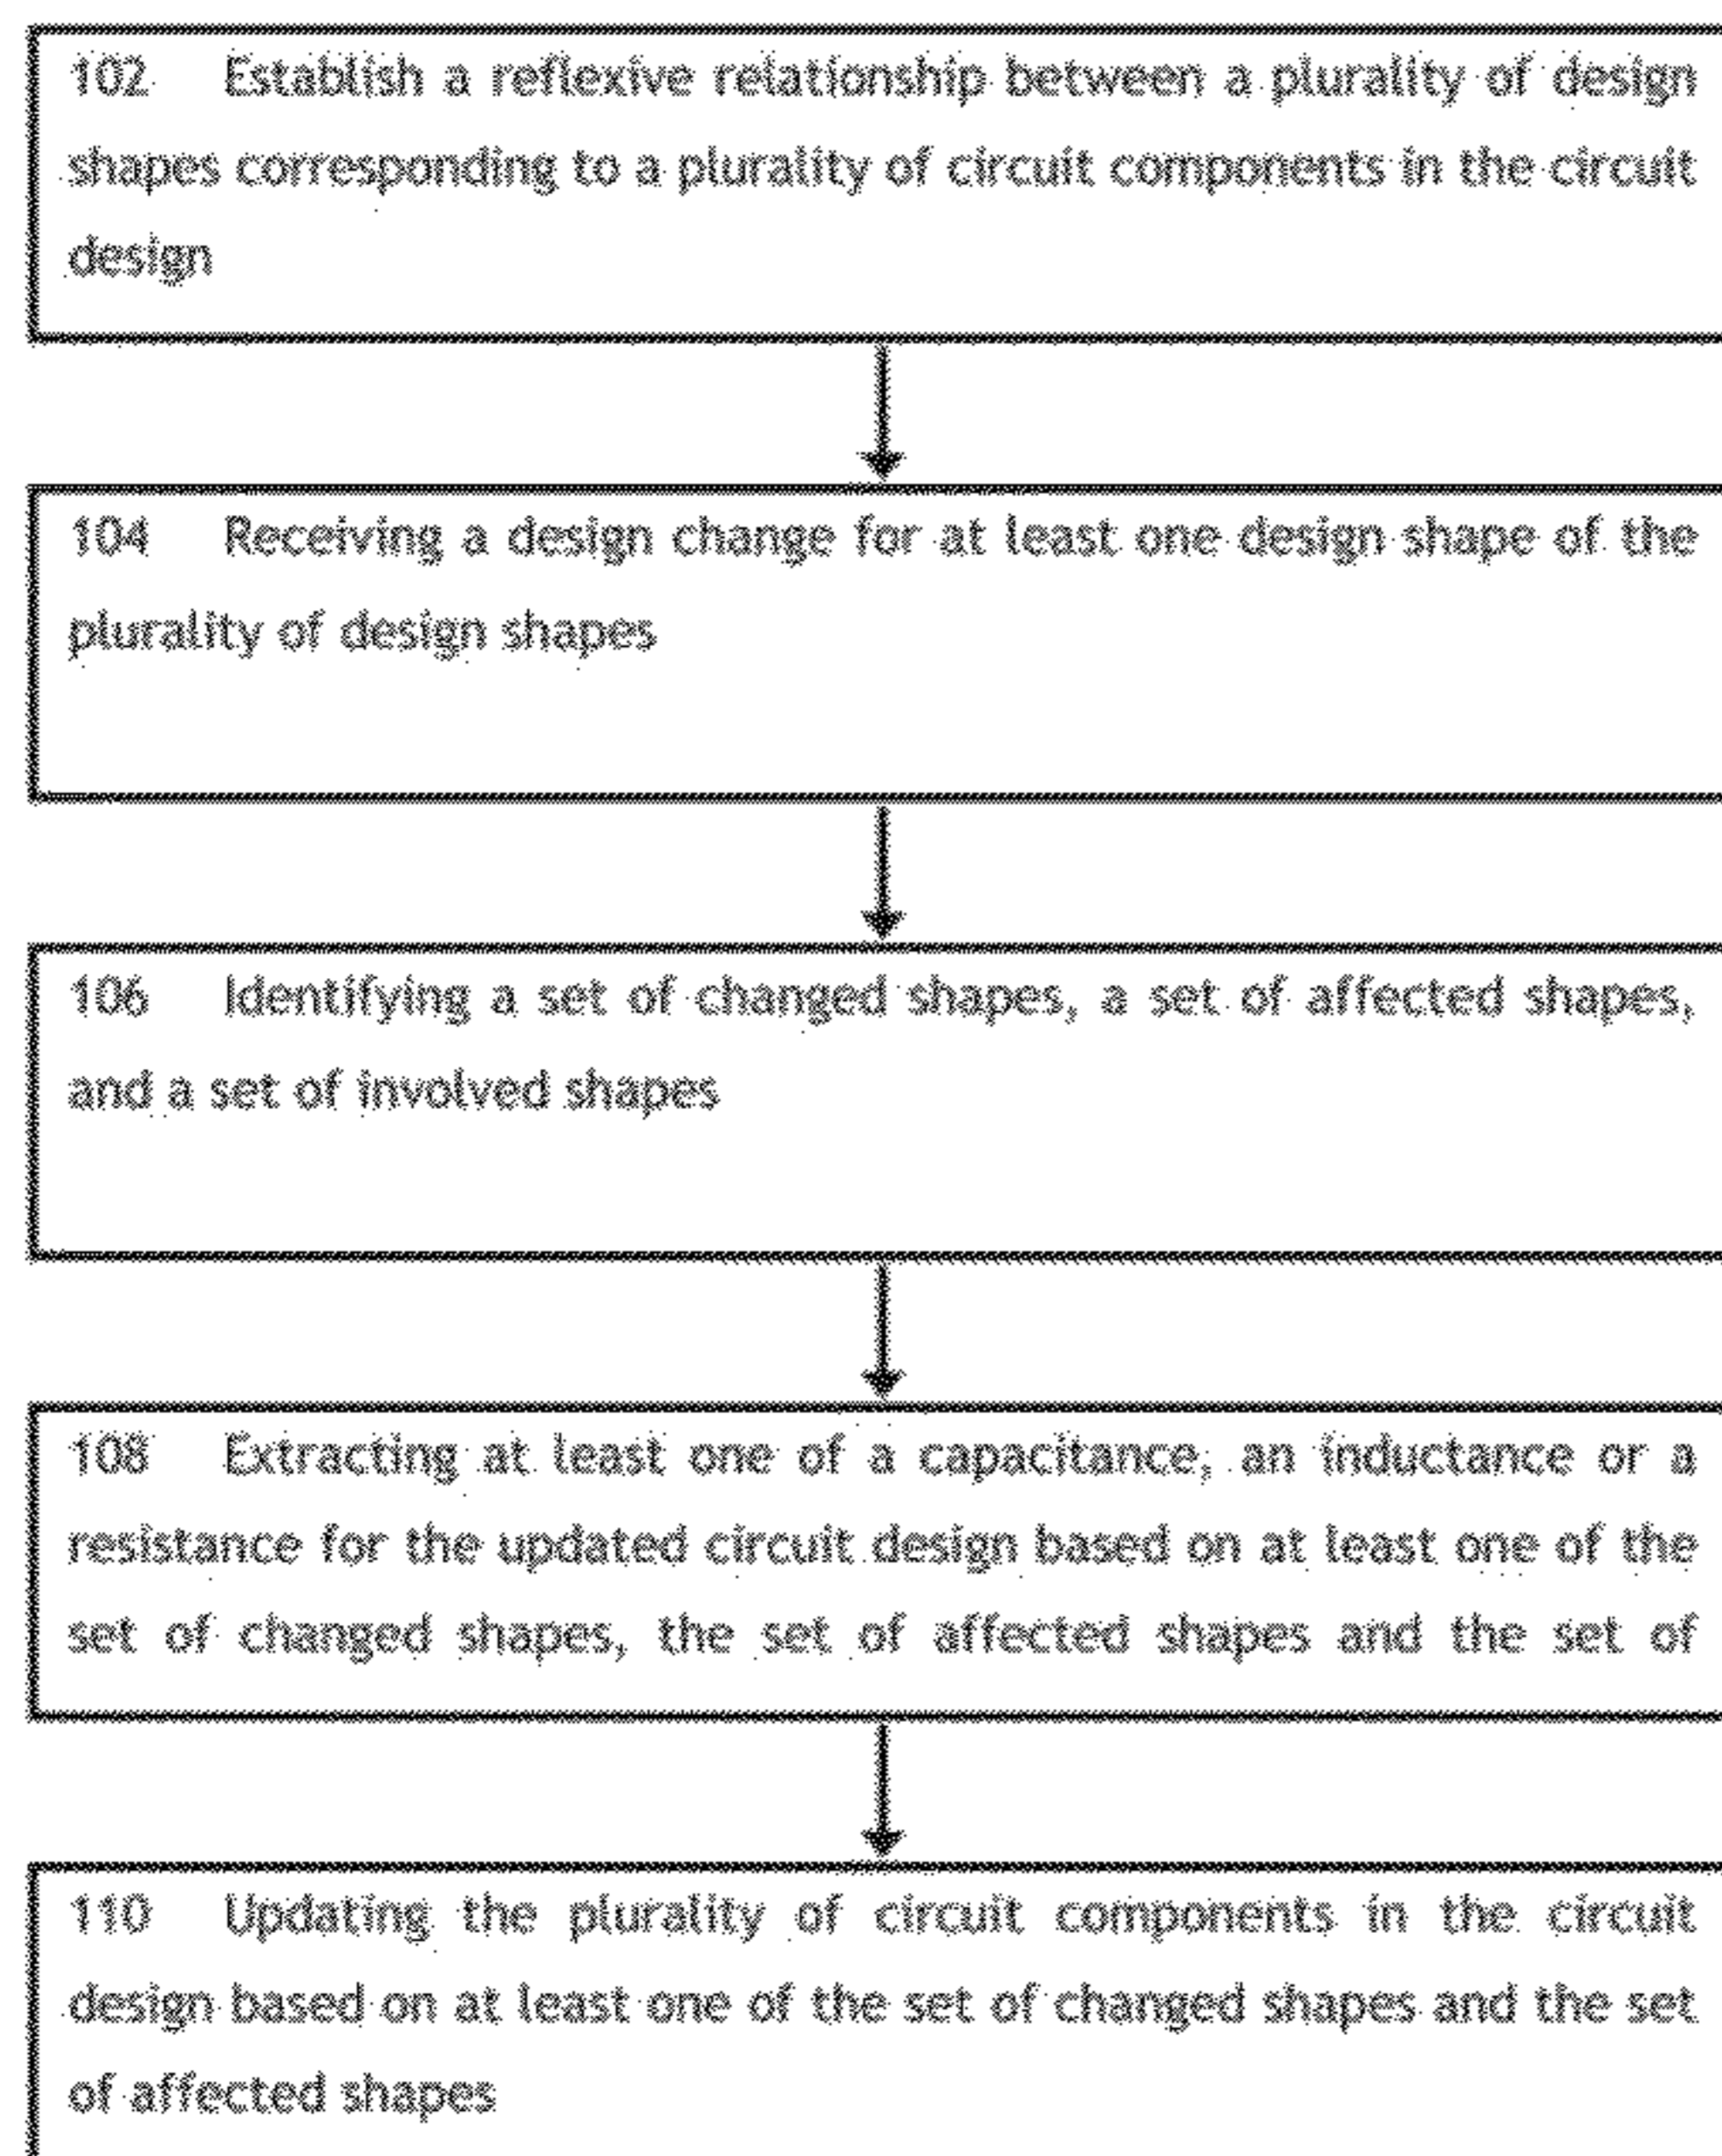 102 Establish a reflexive relationship between a plurality of design
shapes corresponding to a plurality of circuit components in the circuit
design
104 Receiving a design change for at least one design shape of the
plurality of design shapes
106 Identifying a set of changed shapes, a set of affected shapes,
and a set of involved shapes
108 Extracting at least one of a capacitance, an inductance or a
resistance for the updated circuit design based on at least one of the
set of changed shapes, the set of affected shapes and the set of
110 Updating the plurality of circuit components in the circuit
design based on at least one of the set of changed shapes and the set
of affected shapes